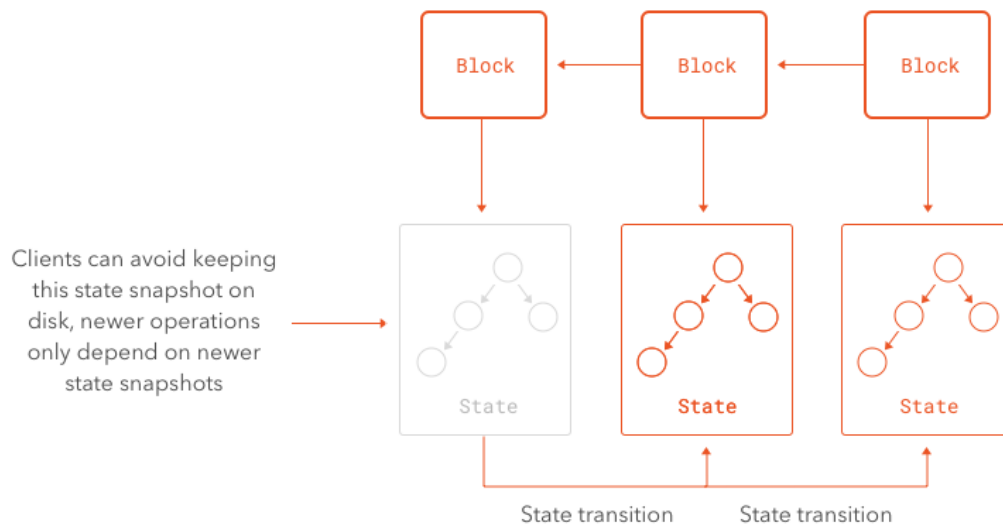 Block
Block
Block
Clients can avoid keeping
this state snapshot on
disk, newer operations
only depend on newer
state snapshots
State
State
State
State transition
State transition